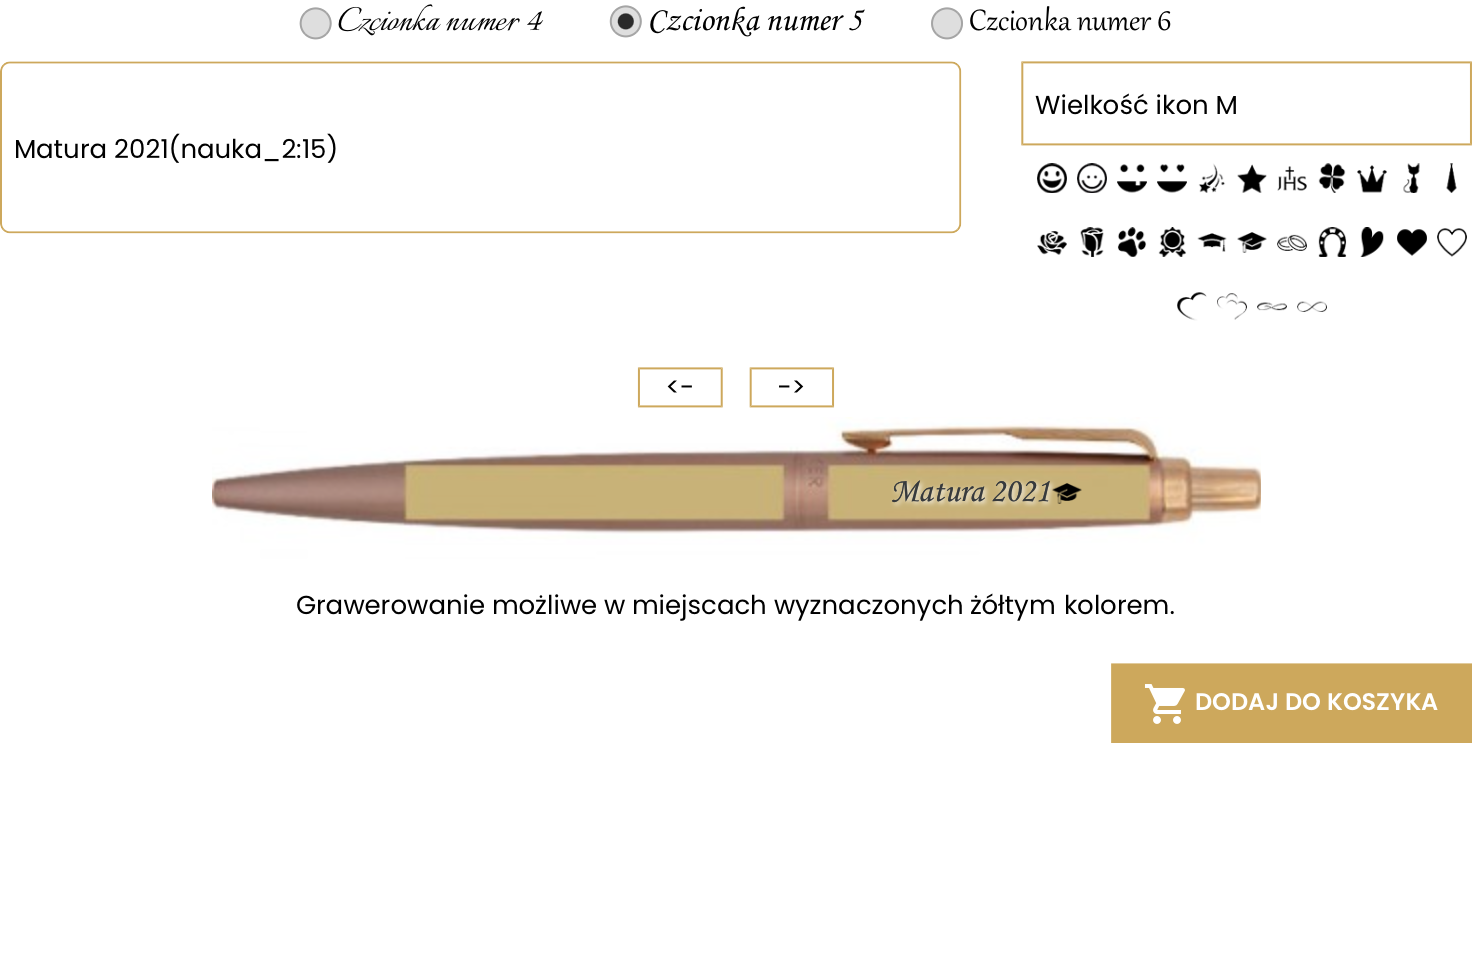 Czcionka numer 4 Czcionka numer 5 Czcionka numer 6
Matura 2021(nauka_2:15)
Wielkość ikon M
JHS
<- ->
Matura 2021
Grawerowanie możliwe w miejscach wyznaczonych żółtym kolorem.
DODAJ DO KOSZYKA